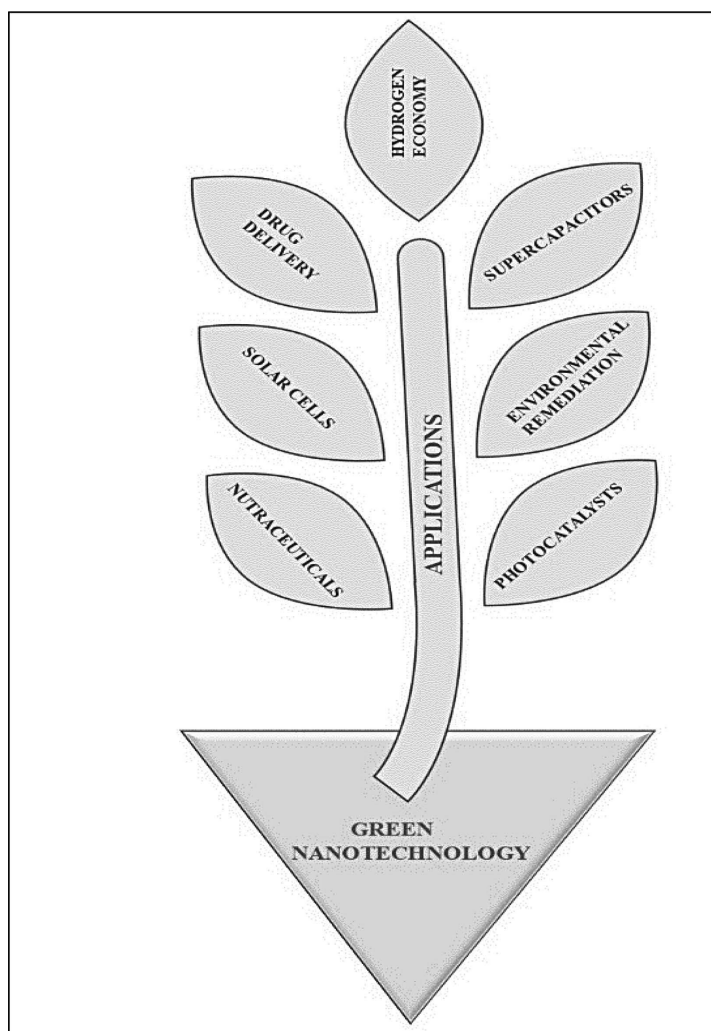 HYDROGEN
ECONOMY
DRUG
DELIVERY
SUPERCAPACITORS
SOLAR CELLS
ENVIRONMENTAL
REMEDIATION
NUTRACEUTICALS
PHOTOCATALYSTS
APPLICATIONS
GREEN
NANOTECHNOLOGY